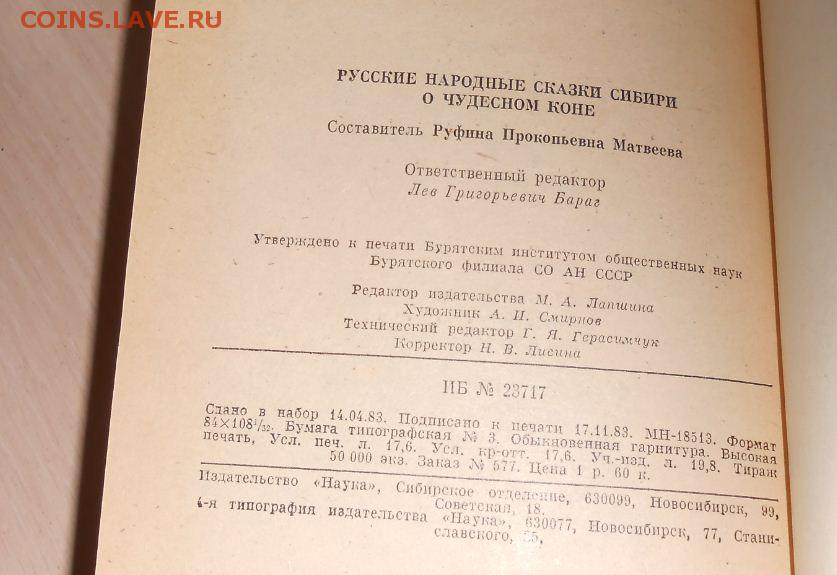 COINS.LAVE.RU
РУССКИЕ НАРОДНЫЕ СКАЗКИ СИБИРИ
О ЧУДЕСНОМ КОНЕ
Составитель Руфина Прокопьевна Матвеева
Ответственный редактор
Лев Григорьевич Бараг
Утверждено к печати Бурятским институтом общественных наук
Бурятского филиала СО АН СССР
Редактор издательства М. А. Лапшина
Художник А. И. Смирнов
Технический редактор Г. Я. Герасимчук
Корректор Н. В. Лисина
ИБ № 23717
Сдано в набор 14.04.83. Подписано к печати 17.11.83. МН-18513. Формат
84×108¹/₃₂. Бумага типографская № 3. Обыкновенная гарнитура. Высокая
печать, Усл. печ. л. 17,6. Усл. кр-отт. 17,6. Уч.-изд. л. 19,8. Тираж
50 000 экз. Заказ № 577. Цена 1 р. 60 к.
Издательство «Наука», Сибирское отделение, 630099, Новосибирск, 99,
Советская, 18.
4-я типография издательства «Наука», 630077, Новосибирск, 77, Стани-
славского, 25,